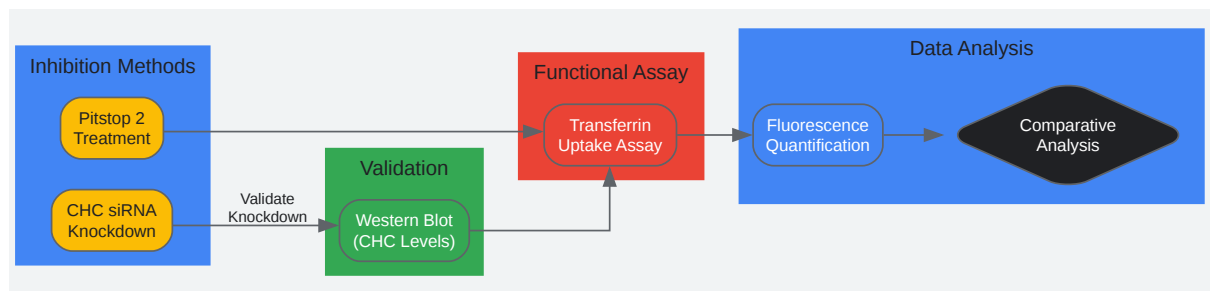 Inhibition Methods
Pitstop 2
Treatment
CHC siRNA
Knockdown
Validate
Knockdown
Validation
Western Blot
(CHC Levels)
Functional Assay
Transferrin
Uptake Assay
Data Analysis
Fluorescence
Quantification
Comparative
Analysis